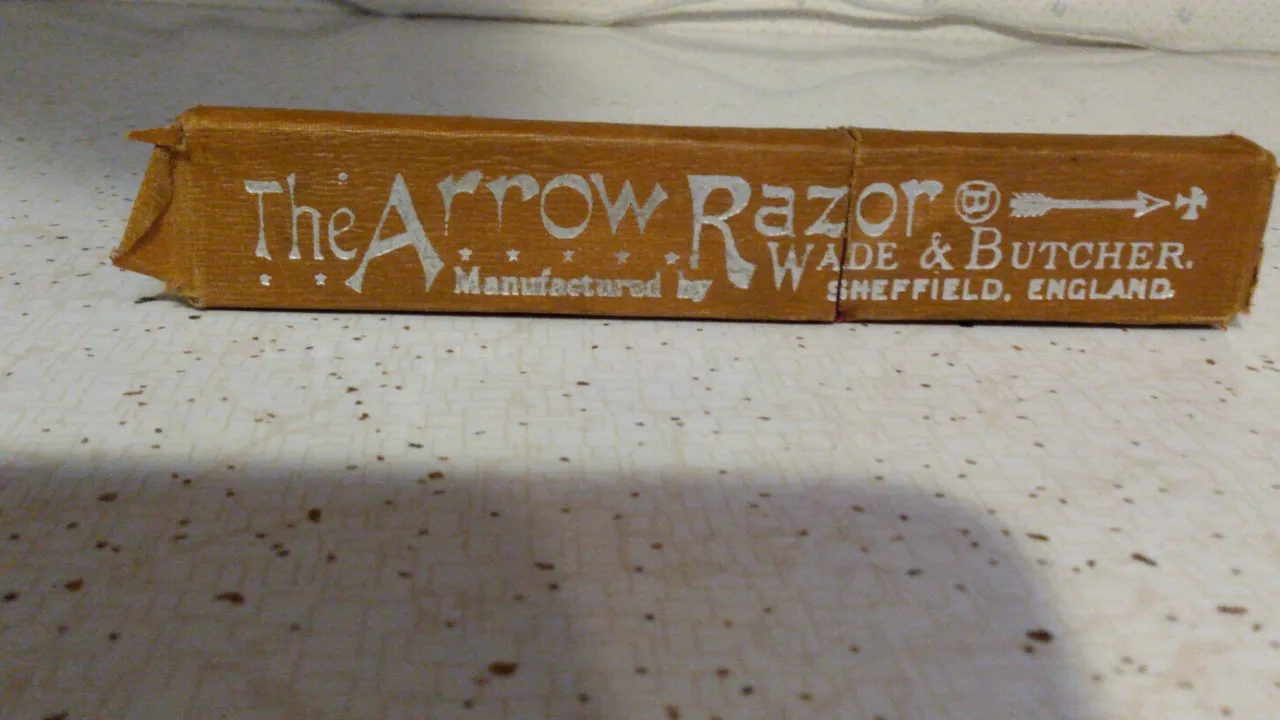 The Arrow Razor B
Manufactured by WADE & BUTCHER.
SHEFFIELD, ENGLAND.